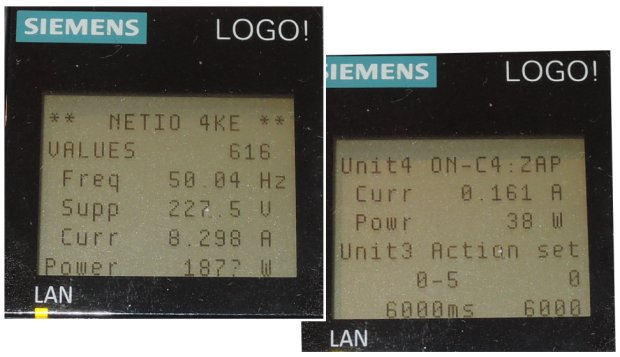 SIEMENS LOGO!
** NETIO 4KE **
VALUES 616
Freq 50.04 Hz
Supp 227.5 V
Curr 8.298 A
Power W
LAN
SIEMENS LOGO!
Unit4 ON-C4:ZAP
Curr 0.161 A
Powr 38 W
Unit3 Action set
0-5 0
6000ms 6000
LAN